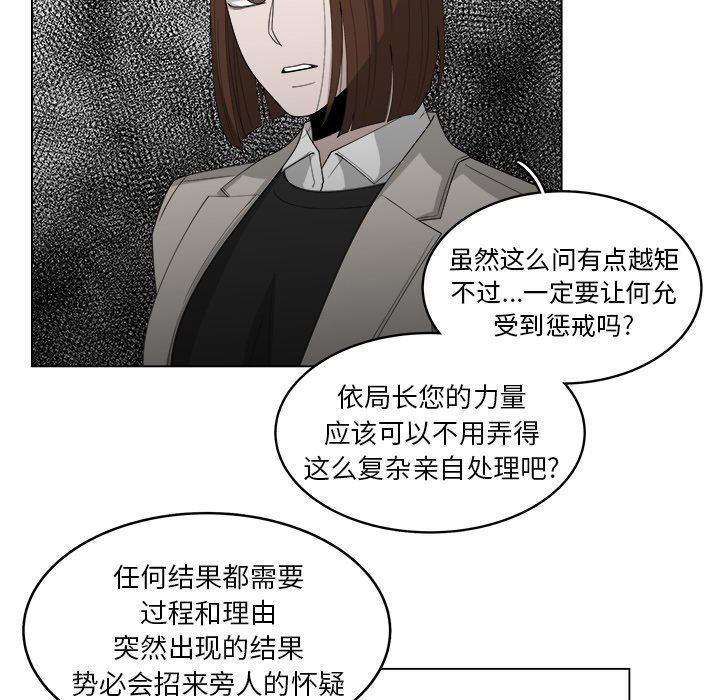 虽然这么问有点越矩
不过...一定要让何允
受到惩戒吗?
依局长您的力量
应该可以不用弄得
这么复杂亲自处理吧?
任何结果都需要
过程和理由
突然出现的结果
势必会招来旁人的怀疑